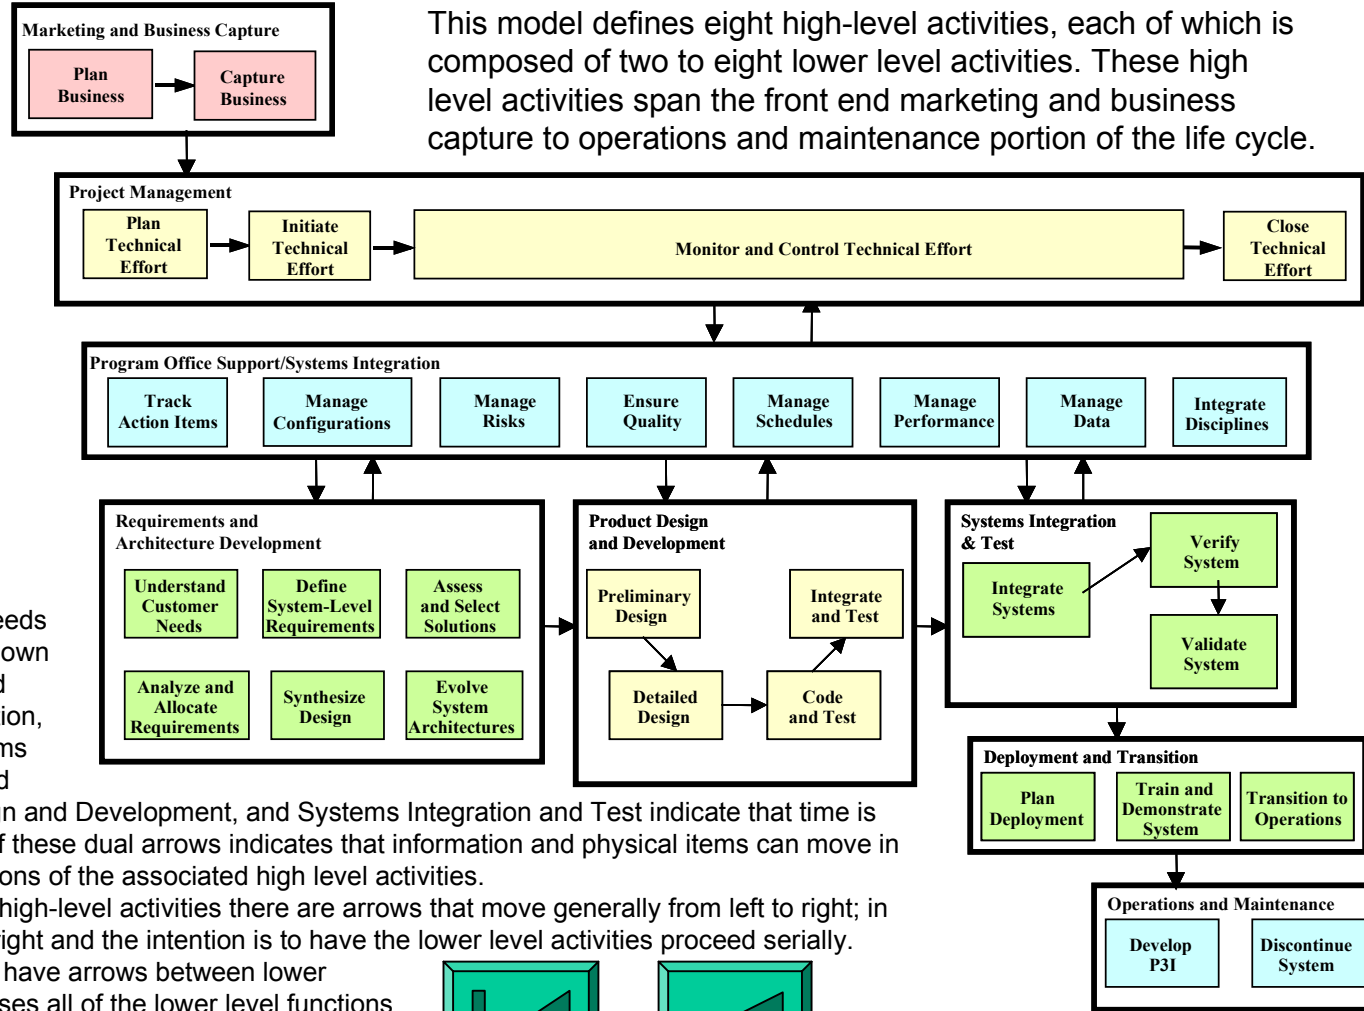 This model defines eight high-level activities, each of which is
composed of two to eight lower level activities. These high
level activities span the front end marketing and business
capture to operations and maintenance portion of the life cycle.
Marketing and Business Capture
Plan
Business
Capture
Business
Project Management
Plan
Technical
Effort
Initiate
Technical
Effort
Monitor and Control Technical Effort
Close
Technical
Effort
Program Office Support/Systems Integration
Track
Action Items
Manage
Configurations
Manage
Risks
Ensure
Quality
Manage
Schedules
Manage
Performance
Manage
Data
Integrate
Disciplines
Requirements and
Architecture Development
Understand
Customer
Needs
Define
System-Level
Requirements
Assess
and Select
Solutions
Analyze and
Allocate
Requirements
Synthesize
Design
Evolve
System
Architectures
Product Design
and Development
Preliminary
Design
Integrate
and Test
Detailed
Design
Code
and Test
Systems Integration
& Test
Integrate
Systems
Verify
System
Validate
System
Deployment and Transition
Plan
Deployment
Train and
Demonstrate
System
Transition to
Operations
Operations and Maintenance
Develop
P3I
Discontinue
System
eeds
own
d
tion,
ms
d
gn and Development, and Systems Integration and Test indicate that time is
f these dual arrows indicates that information and physical items can move in
ions of the associated high level activities.
high-level activities there are arrows that move generally from left to right; in
right and the intention is to have the lower level activities proceed serially.
have arrows between lower
ses all of the lower level functions